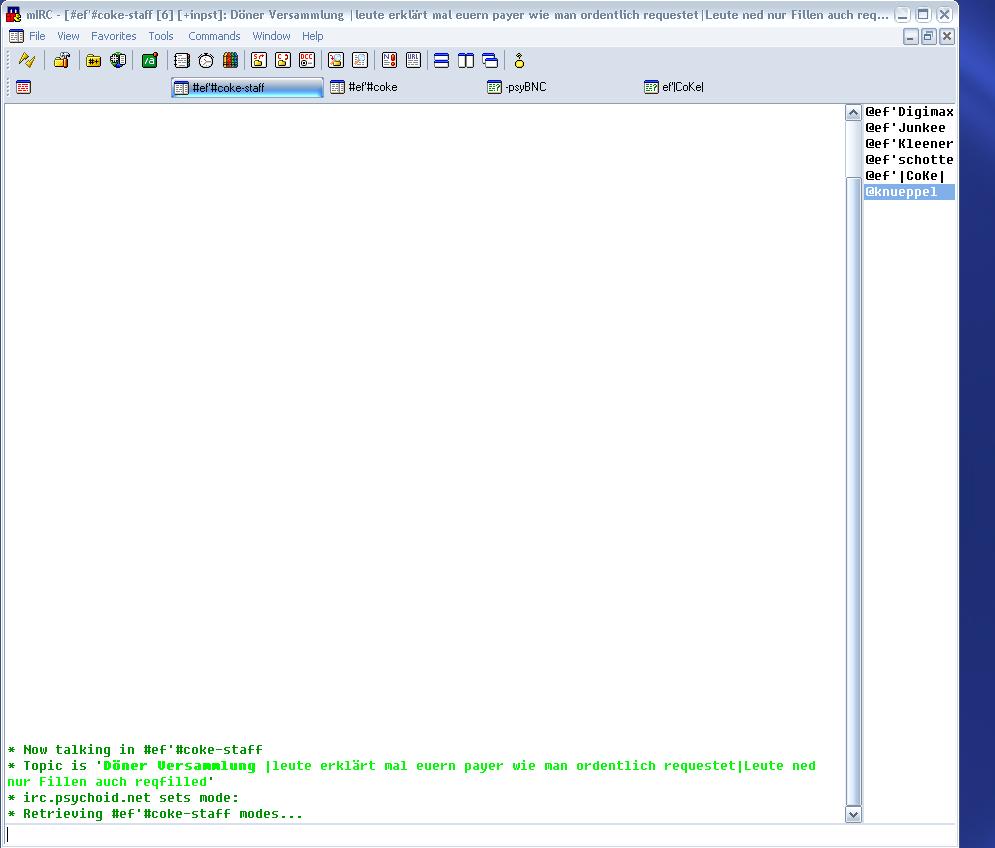 mIRC - [#ef'#coke-staff [6] [+inpst]: Döner Versammlung |leute erklärt mal euern payer wie man ordentlich requestet|Leute ned nur Fillen auch req...
File View Favorites Tools Commands Window Help
#ef'#coke-staff #ef'#coke -psyBNC ef'|CoKe|
@ef'Digimax
@ef'Junkee
@ef'Kleener
@ef'schotte
@ef'|CoKe|
@knueppel
* Now talking in #ef'#coke-staff
* Topic is 'Döner Versammlung |leute erklärt mal euern payer wie man ordentlich requestet|Leute ned
nur Fillen auch reqfilled'
* irc.psychoid.net sets mode:
* Retrieving #ef'#coke-staff modes...